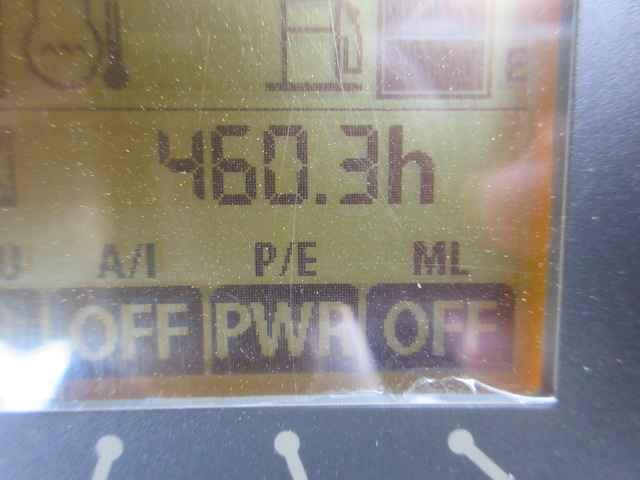 E
460.3h
A/I P/E ML
OFF PWR OFF